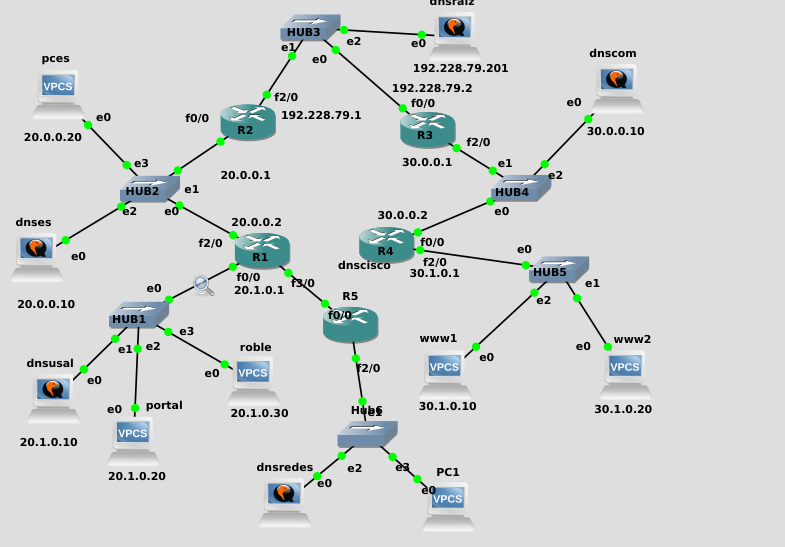 dnsraiz
HUB3
e2
e1
e0
e0
192.228.79.201
dnscom
pces
VPCS
192.228.79.2
e0
f0/0
f2/0
e0
f0/0
192.228.79.1
R2
R3
f2/0
30.0.0.10
20.0.0.20
e3
30.0.0.1
e1
20.0.0.1
e2
HUB2
e1
HUB4
e2
e0
e0
dnses
20.0.0.2
30.0.0.2
f2/0
R1
f0/0
R4
e0
e0
f0/0
f3/0
dnscisco
f2/0
30.1.0.1
HUB5
e1
20.0.0.10
e0
20.1.0.1
R5
e2
HUB1
f0/0
e3
e1
e2
www1
www2
dnsusal
roble
e0
e0
e0
e0
f2/0
VPCS
VPCS
VPCS
e0
portal
30.1.0.10
30.1.0.20
20.1.0.10
VPCS
20.1.0.30
e1
20.1.0.20
dnsredes
e2
e3
PC1
e0
e0
VPCS